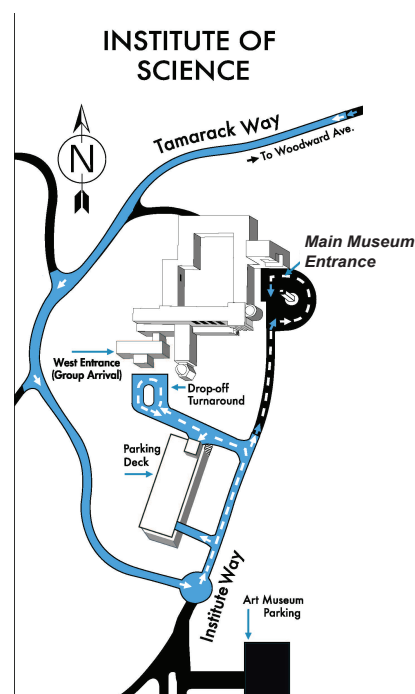 INSTITUTE OF
SCIENCE
Tamarack Way
To Woodward Ave.
N
Main Museum
Entrance
West Entrance
(Group Arrival)
Drop-off
Turnaround
Parking
Deck
Institute Way
Art Museum
Parking